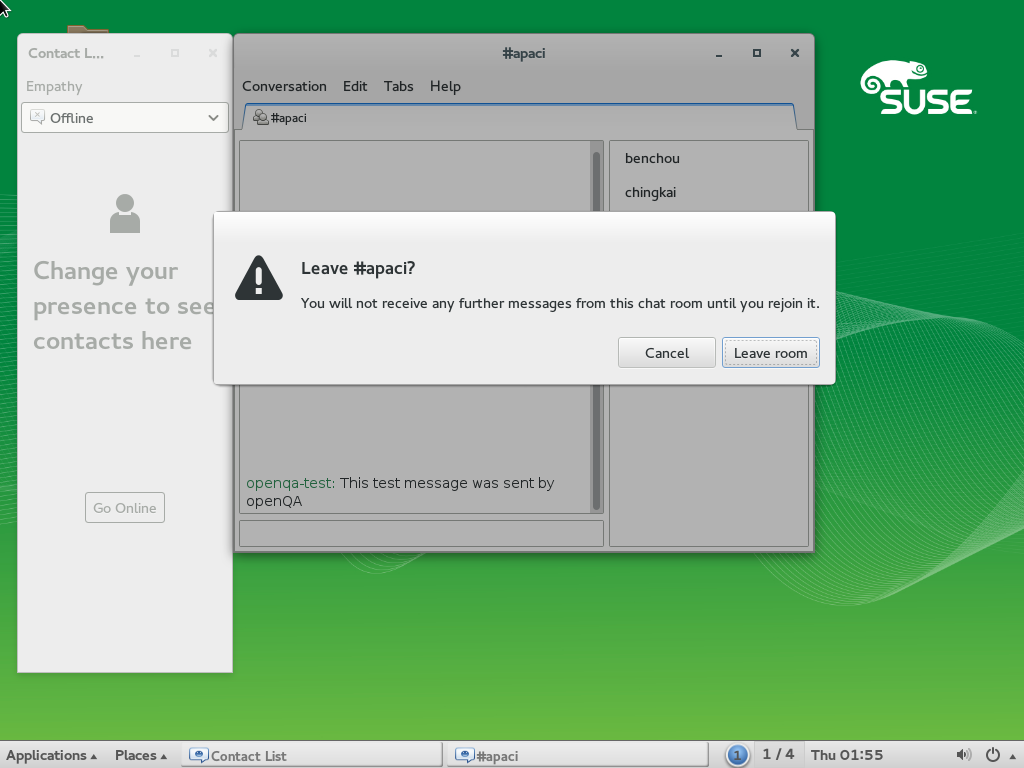 Contact L...
#apaci
Empathy
Conversation Edit Tabs Help
Offline
#apaci
SUSE
benchou
chingkai
Change your
presence to see
contacts here
Leave #apaci?
You will not receive any further messages from this chat room until you rejoin it.
Cancel
Leave room
openqa-test: This test message was sent by
openQA
Go Online
Applications Places Contact List #apaci 1 1 / 4 Thu 01:55